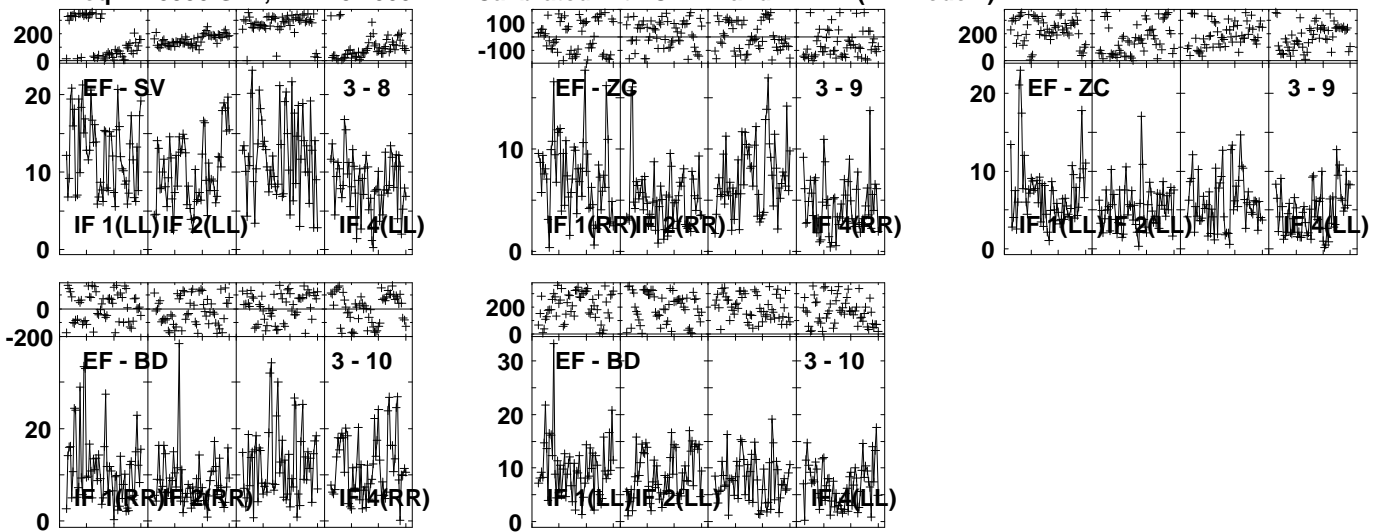 200
0
100
-100
200
0
EF - SV 3 - 8
20
10
0
IF 1(LL) IF 2(LL) IF 4(LL)
EF - ZC 3 - 9
10
0
IF 1(RR) IF 2(RR) IF 4(RR)
EF - ZC 3 - 9
20
10
0
IF 1(LL) IF 2(LL) IF 4(LL)
0
-200
200
0
EF - BD 3 - 10
20
0
IF 1(RR) IF 2(RR) IF 4(RR)
EF - BD 3 - 10
30
20
10
0
IF 1(LL) IF 2(LL) IF 4(LL)